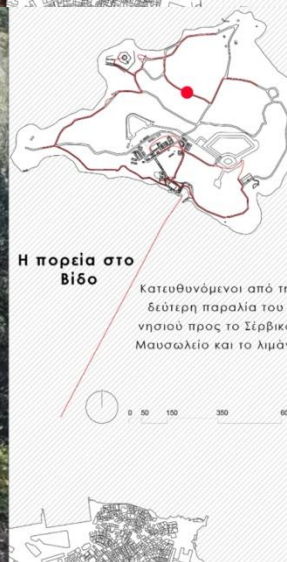 Η πορεία στο
Βίδο
Κατευθυνόμενοι από τη
δεύτερη παραλία του
νησιού προς το Σέρβικο
Μαυσωλείο και το λιμάν
0 50 150 350 60